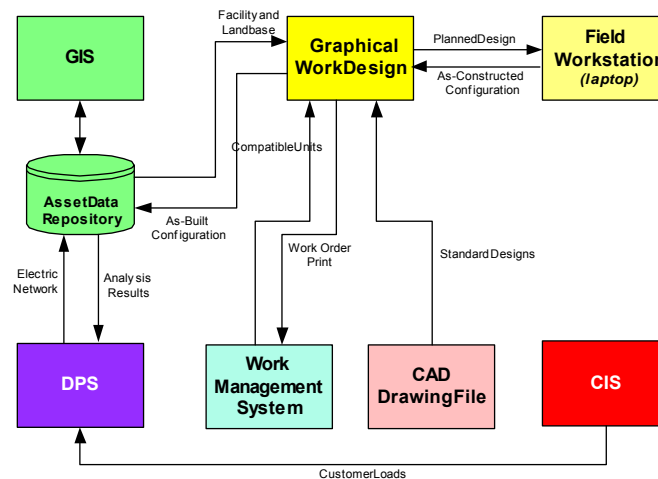 Facility and
Landbase
GIS
Graphical
WorkDesign
PlannedDesign
As-Constructed
Configuration
Field
Workstation
(laptop)
CompatibleUnits
AssetData
Repository
As-Built
Configuration
Work Order
Print
StandardDesigns
Electric
Network
Analysis
Results
DPS
Work
Management
System
CAD
DrawingFile
CIS
CustomerLoads